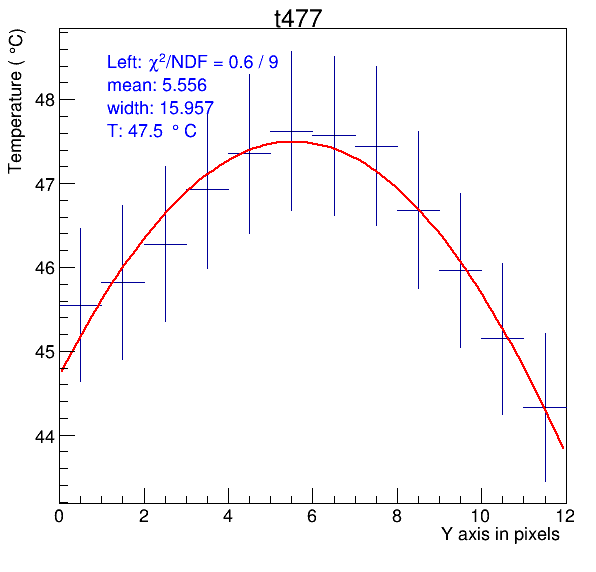 t477
Temperature ( °C)
Left: χ²/NDF = 0.6 / 9
mean: 5.556
width: 15.957
T: 47.5 ° C
48
47
46
45
44
0 2 4 6 8 10 12
Y axis in pixels